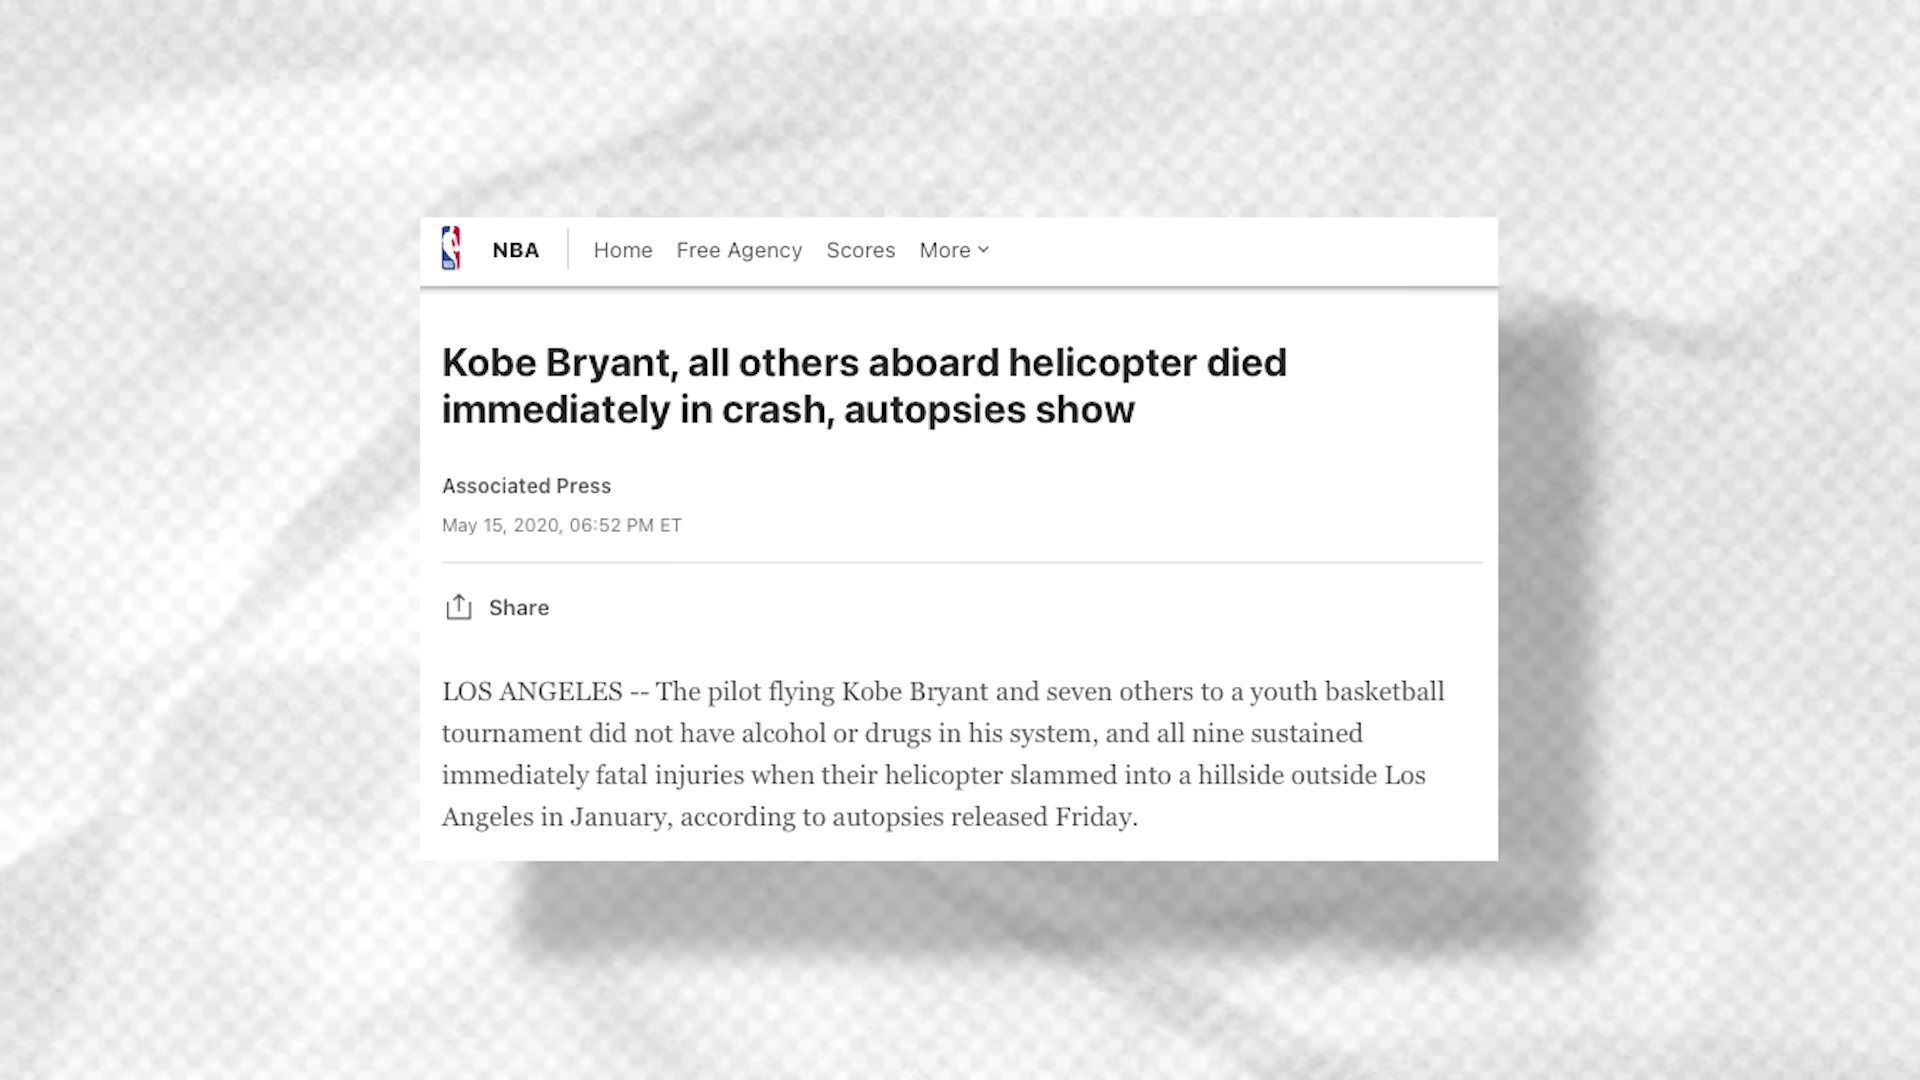 NBA Home Free Agency Scores More
Kobe Bryant, all others aboard helicopter died
immediately in crash, autopsies show
Associated Press
May 15, 2020, 06:52 PM ET
Share
LOS ANGELES -- The pilot flying Kobe Bryant and seven others to a youth basketball
tournament did not have alcohol or drugs in his system, and all nine sustained
immediately fatal injuries when their helicopter slammed into a hillside outside Los
Angeles in January, according to autopsies released Friday.